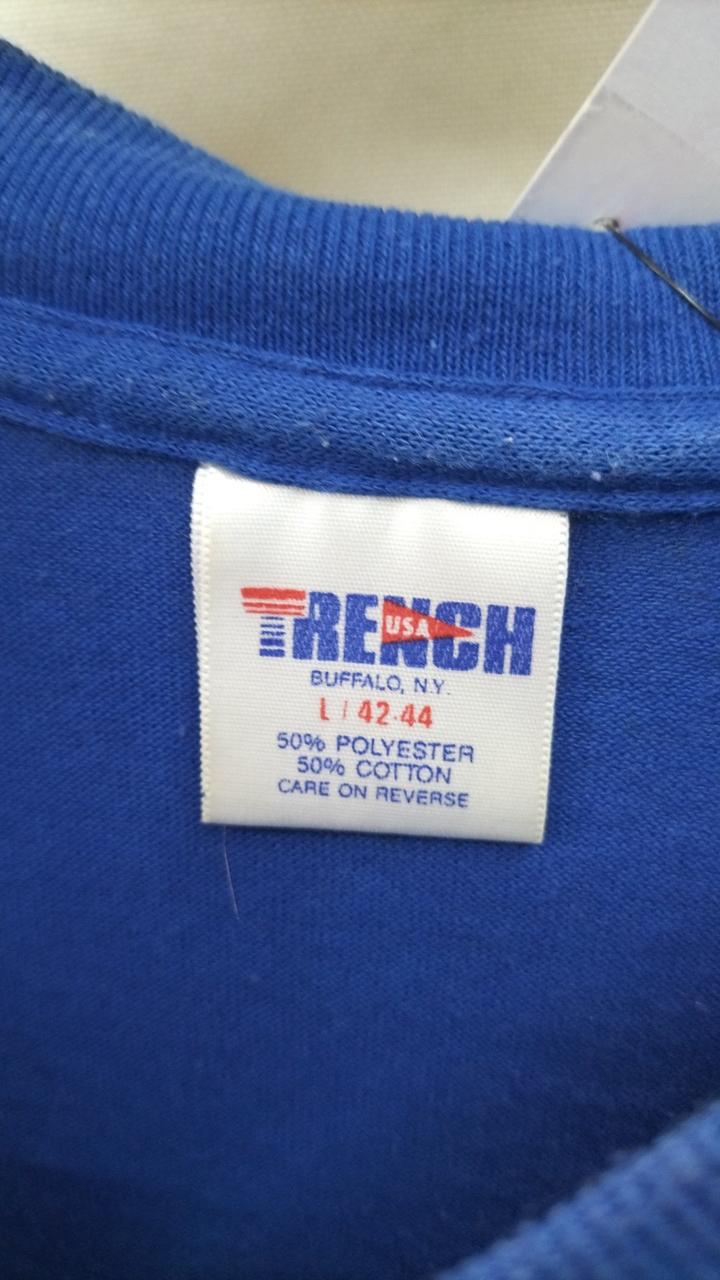 TRENCH
USA
BUFFALO, N.Y.
L / 42-44
50% POLYESTER
50% COTTON
CARE ON REVERSE